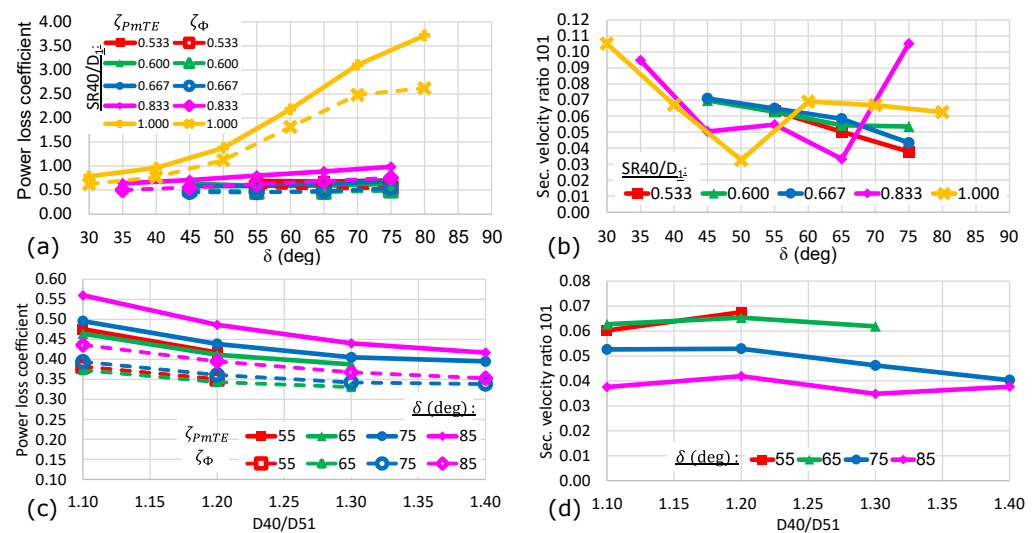 Power loss coefficient
4.00
3.50
3.00
2.50
2.00
1.50
1.00
0.50
0.00
ζPmTE ζΦ
SR40/D1:
0.533 0.533
0.600 0.600
0.667 0.667
0.833 0.833
1.000 1.000
30 35 40 45 50 55 60 65 70 75 80 85 90
δ (deg)
(a)
Sec. velocity ratio 101
0.12
0.11
0.10
0.09
0.08
0.07
0.06
0.05
0.04
0.03
0.02
0.01
0.00
SR40/D1:
0.533 0.600 0.667 0.833 1.000
30 35 40 45 50 55 60 65 70 75 80 85 90
δ (deg)
(b)
Power loss coefficient
0.60
0.55
0.50
0.45
0.40
0.35
0.30
0.25
0.20
0.15
0.10
δ (deg) :
ζPmTE 55 65 75 85
ζΦ 55 65 75 85
1.10 1.15 1.20 1.25 1.30 1.35 1.40
D40/D51
(c)
Sec. velocity ratio 101
0.08
0.07
0.06
0.05
0.04
0.03
0.02
0.01
0.00
δ (deg) : 55 65 75 85
1.10 1.15 1.20 1.25 1.30 1.35 1.40
D40/D51
(d)